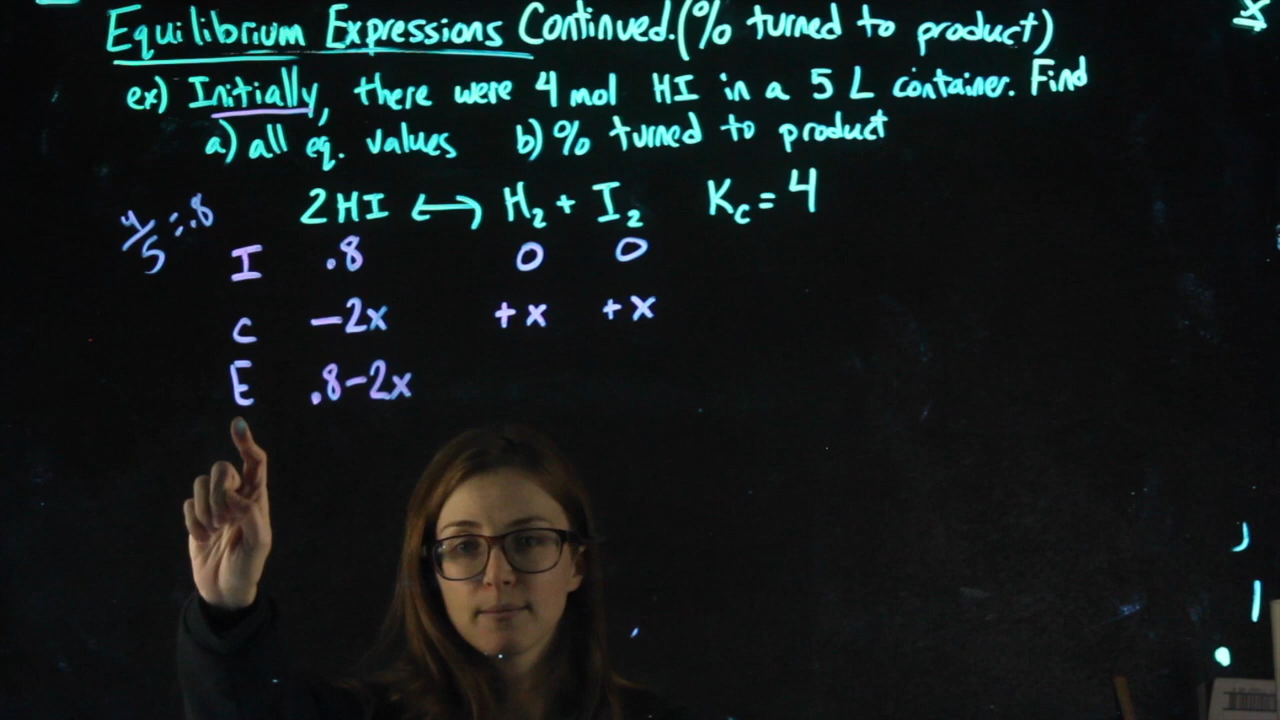 Equilibrium Expressions Continued. (% turned to product)
ex) Initially, there were 4 mol HI in a 5 L container. Find
a) all eq. values b) % turned to product
4/5 = .8
2HI ↔ H₂ + I₂ Kc = 4
I .8 0 0
C -2x +x +x
E .8-2x